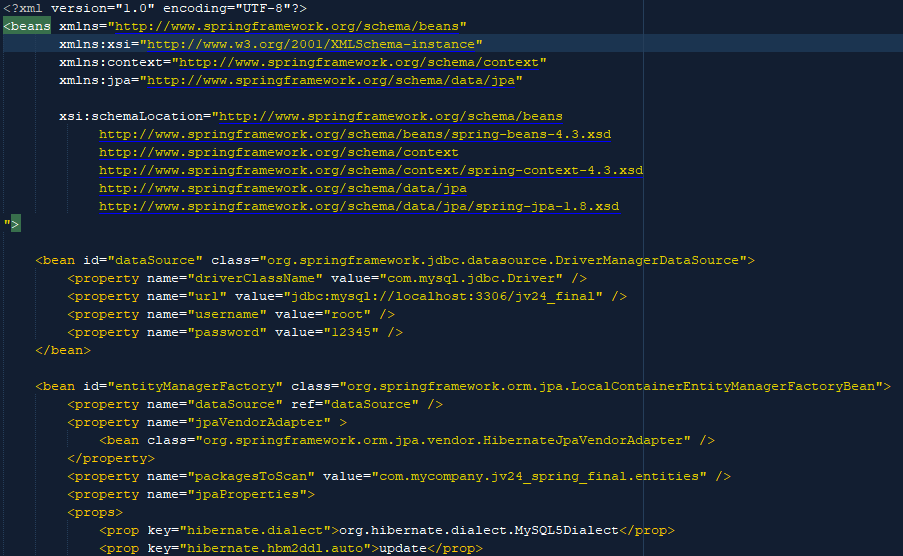 <?xml version="1.0" encoding="UTF-8"?>
<beans xmlns="http://www.springframework.org/schema/beans"
xmlns:xsi="http://www.w3.org/2001/XMLSchema-instance"
xmlns:context="http://www.springframework.org/schema/context"
xmlns:jpa="http://www.springframework.org/schema/data/jpa"
xsi:schemaLocation="http://www.springframework.org/schema/beans
http://www.springframework.org/schema/beans/spring-beans-4.3.xsd
http://www.springframework.org/schema/context
http://www.springframework.org/schema/context/spring-context-4.3.xsd
http://www.springframework.org/schema/data/jpa
http://www.springframework.org/schema/data/jpa/spring-jpa-1.8.xsd
">
<bean id="dataSource" class="org.springframework.jdbc.datasource.DriverManagerDataSource">
<property name="driverClassName" value="com.mysql.jdbc.Driver" />
<property name="url" value="jdbc:mysql://localhost:3306/jv24_final" />
<property name="username" value="root" />
<property name="password" value="12345" />
</bean>
<bean id="entityManagerFactory" class="org.springframework.orm.jpa.LocalContainerEntityManagerFactoryBean">
<property name="dataSource" ref="dataSource" />
<property name="jpaVendorAdapter" >
<bean class="org.springframework.orm.jpa.vendor.HibernateJpaVendorAdapter" />
</property>
<property name="packagesToScan" value="com.mycompany.jv24_spring_final.entities" />
<property name="jpaProperties">
<props>
<prop key="hibernate.dialect">org.hibernate.dialect.MySQL5Dialect</prop>
<prop key="hibernate.hbm2ddl.auto">update</prop>